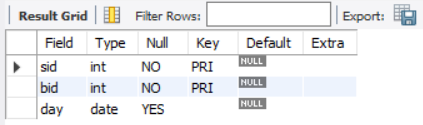 Result Grid Filter Rows: Export:
Field Type Null Key Default Extra
sid int NO PRI NULL
bid int NO PRI NULL
day date YES NULL